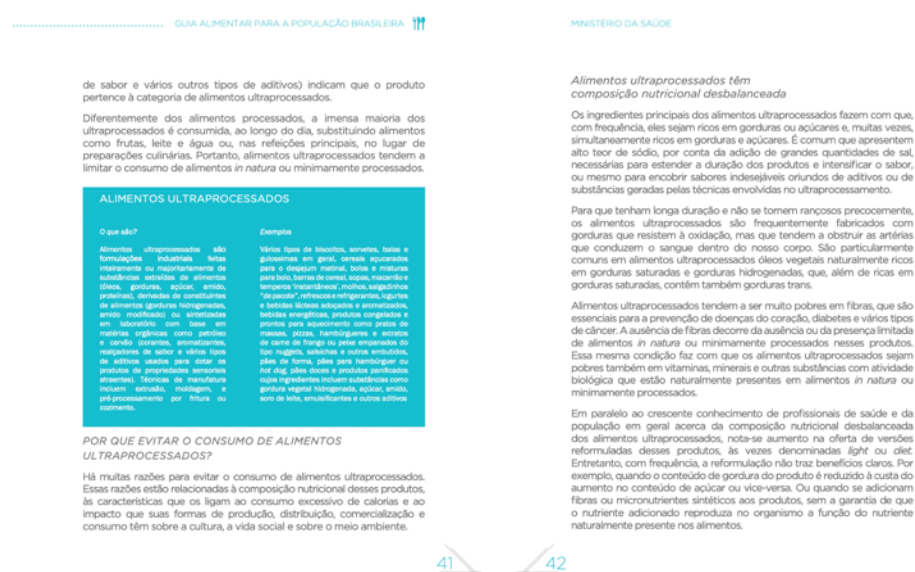 GUIA ALIMENTAR PARA A POPULAÇÃO BRASILEIRA
de sabor e vários outros tipos de aditivos) indicam que o produto
pertence à categoria de alimentos ultraprocessados.
Diferentemente dos alimentos processados, a imensa maioria dos
ultraprocessados é consumida, ao longo do dia, substituindo alimentos
como frutas, leite e água ou, nas refeições principais, no lugar de
preparações culinárias. Portanto, alimentos ultraprocessados tendem a
limitar o consumo de alimentos in natura ou minimamente processados.
ALIMENTOS ULTRAPROCESSADOS
O que são?
Alimentos ultraprocessados são
formulações industriais feitas
inteiramente ou majoritariamente de
substâncias extraídas de alimentos
(óleos, gorduras, açúcar, amido,
proteínas), derivadas de constituintes
de alimentos (gorduras hidrogenadas,
amido modificado) ou sintetizadas
em laboratório com base em
matérias orgânicas como petróleo
e carvão (corantes, aromatizantes,
realçadores de sabor e vários tipos
de aditivos usados para dotar os
produtos de propriedades sensoriais
atraentes). Técnicas de manufatura
incluem extrusão, moldagem, e
pré-processamento por fritura ou
cozimento.
Exemplos
Vários tipos de biscoitos, sorvetes, balas e
guloseimas em geral, cereais açucarados
para o desjejum matinal, bolos e misturas
para bolo, barras de cereal, sopas, macarrão e
temperos 'instantâneos', molhos, salgadinhos
"de pacote", refrescos e refrigerantes, iogurtes
e bebidas lácteas adoçados e aromatizados,
bebidas energéticas, produtos congelados e
prontos para aquecimento como pratos de
massas, pizzas, hambúrgueres e extratos
de carne de frango ou peixe empanados do
tipo nuggets, salsichas e outros embutidos,
pães de forma, pães para hambúrguer ou
hot dog, pães doces e produtos panificados
cujos ingredientes incluem substâncias como
gordura vegetal hidrogenada, açúcar, amido,
soro de leite, emulsificantes e outros aditivos
POR QUE EVITAR O CONSUMO DE ALIMENTOS
ULTRAPROCESSADOS?
Há muitas razões para evitar o consumo de alimentos ultraprocessados.
Essas razões estão relacionadas à composição nutricional desses produtos,
às características que os ligam ao consumo excessivo de calorias e ao
impacto que suas formas de produção, distribuição, comercialização e
consumo têm sobre a cultura, a vida social e sobre o meio ambiente.
41
MINISTÉRIO DA SAÚDE
Alimentos ultraprocessados têm
composição nutricional desbalanceada
Os ingredientes principais dos alimentos ultraprocessados fazem com que,
com frequência, eles sejam ricos em gorduras ou açúcares e, muitas vezes,
simultaneamente ricos em gorduras e açúcares. É comum que apresentem
alto teor de sódio, por conta da adição de grandes quantidades de sal,
necessárias para estender a duração dos produtos e intensificar o sabor,
ou mesmo para encobrir sabores indesejáveis oriundos de aditivos ou de
substâncias geradas pelas técnicas envolvidas no ultraprocessamento.
Para que tenham longa duração e não se tornem rançosos precocemente,
os alimentos ultraprocessados são frequentemente fabricados com
gorduras que resistem à oxidação, mas que tendem a obstruir as artérias
que conduzem o sangue dentro do nosso corpo. São particularmente
comuns em alimentos ultraprocessados óleos vegetais naturalmente ricos
em gorduras saturadas e gorduras hidrogenadas, que, além de ricas em
gorduras saturadas, contêm também gorduras trans.
Alimentos ultraprocessados tendem a ser muito pobres em fibras, que são
essenciais para a prevenção de doenças do coração, diabetes e vários tipos
de câncer. A ausência de fibras decorre da ausência ou da presença limitada
de alimentos in natura ou minimamente processados nesses produtos.
Essa mesma condição faz com que os alimentos ultraprocessados sejam
pobres também em vitaminas, minerais e outras substâncias com atividade
biológica que estão naturalmente presentes em alimentos in natura ou
minimamente processados.
Em paralelo ao crescente conhecimento de profissionais de saúde e da
população em geral acerca da composição nutricional desbalanceada
dos alimentos ultraprocessados, nota-se aumento na oferta de versões
reformuladas desses produtos, às vezes denominadas light ou diet.
Entretanto, com frequência, a reformulação não traz benefícios claros. Por
exemplo, quando o conteúdo de gordura do produto é reduzido à custa do
aumento no conteúdo de açúcar ou vice-versa. Ou quando se adicionam
fibras ou micronutrientes sintéticos aos produtos, sem a garantia de que
o nutriente adicionado reproduza no organismo a função do nutriente
naturalmente presente nos alimentos.
42